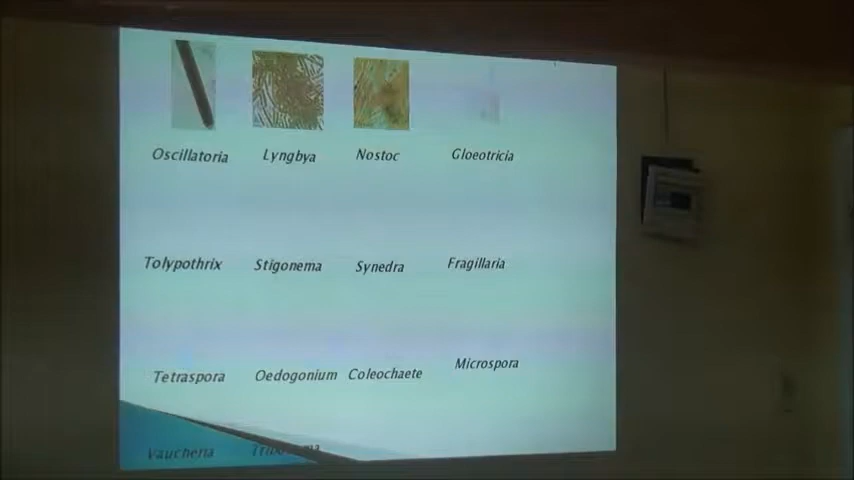 Oscillatoria Lyngbya Nostoc Gloeotricia
Tolypothrix Stigonema Synedra Fragillaria
Tetraspora Oedogonium Coleochaete Microspora
Vaucheria